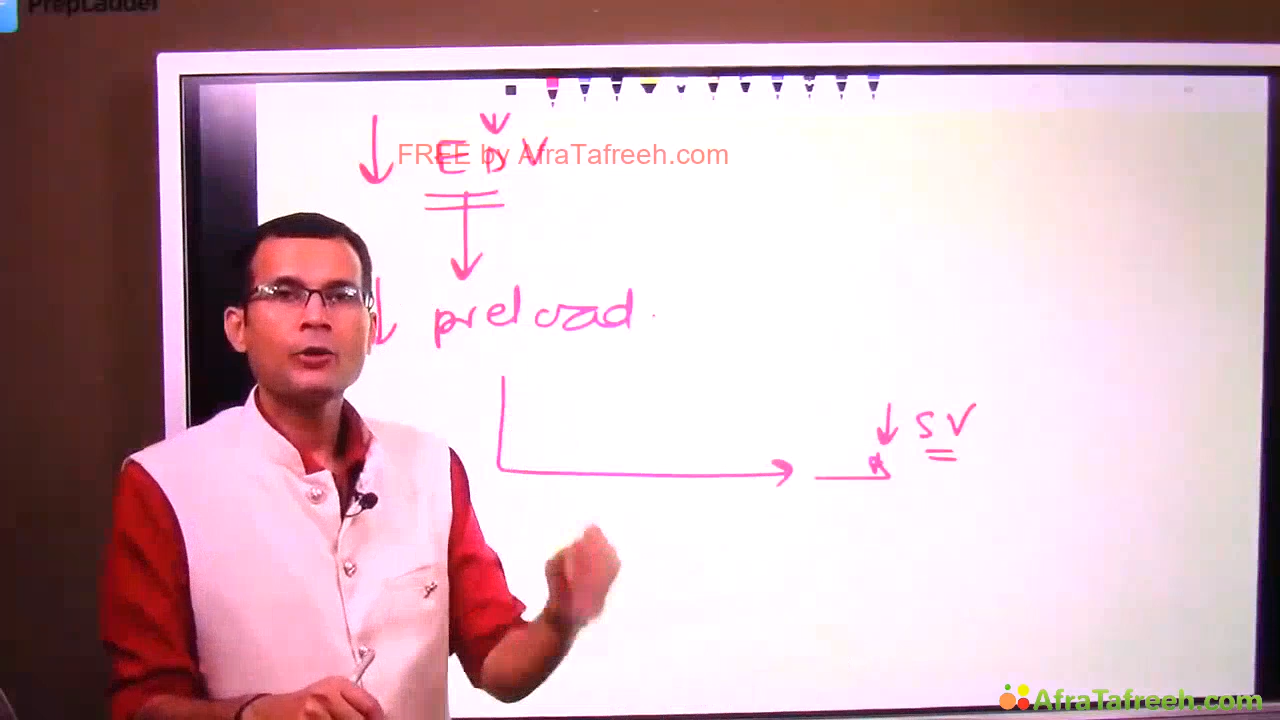 PrepLadder
↓ EDV
FREE by AfraTafreeh.com
↓ preload
↓ SV
AfraTafreeh.com